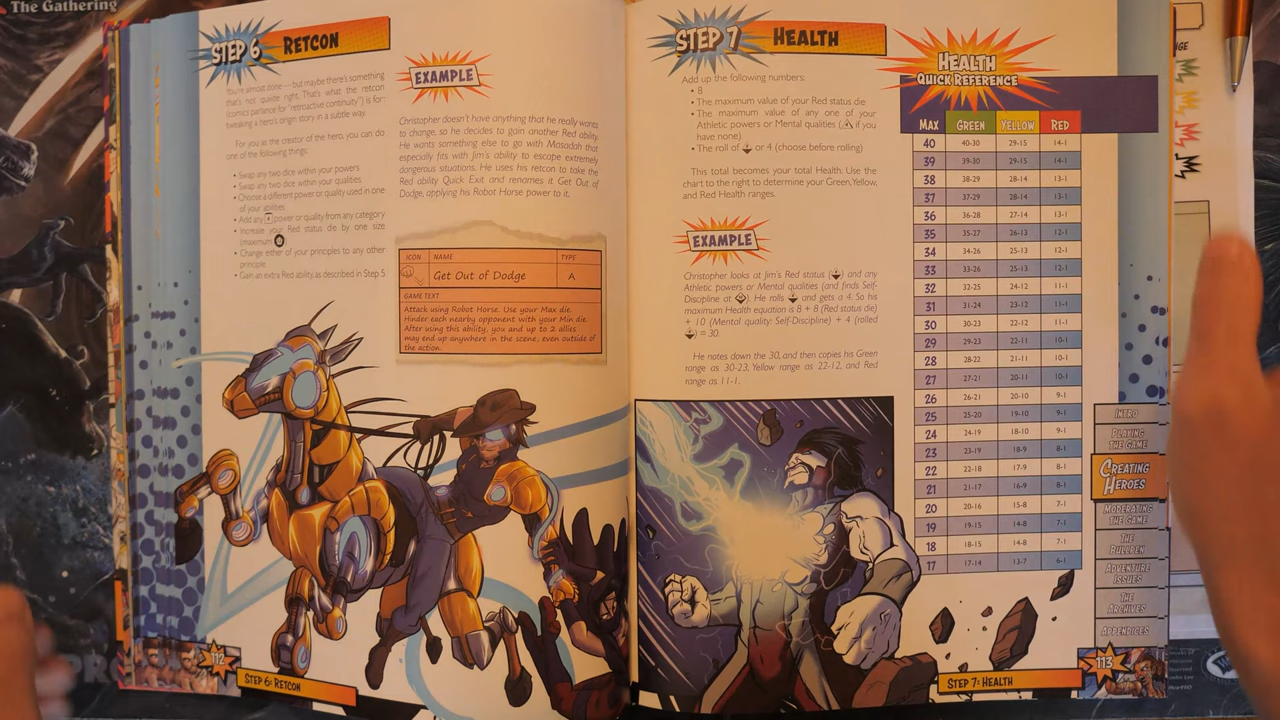 The Gathering
STEP 6 RETCON
You're almost done — but maybe there's something
that's not quite right. That's what the retcon
(comics parlance for "retroactive continuity") is for:
tweaking a hero's origin story in a subtle way.
For you as the creator of the hero, you can do
one of the following things:
• Swap any two dice within your powers
• Swap any two dice within your qualities
• Choose a different power or quality used in one
of your abilities
• Add any power or quality from any category
• Increase your Red status die by one size
(maximum
• Change either of your principles to any other
principle
• Gain an extra Red ability, as described in Step 5
EXAMPLE
Christopher doesn't have anything that he really wants
to change, so he decides to gain another Red ability.
He wants something else to go with Masadah that
especially fits with Jim's ability to escape extremely
dangerous situations. He uses his retcon to take the
Red ability Quick Exit and renames it Get Out of
Dodge, applying his Robot Horse power to it.
ICON NAME TYPE
Get Out of Dodge A
GAME TEXT
Attack using Robot Horse. Use your Max die.
Hinder each nearby opponent with your Min die.
After using this ability, you and up to 2 allies
may end up anywhere in the scene, even outside of
the action.
112
STEP 6: RETCON
STEP 7 HEALTH
Add up the following numbers:
• 8
• The maximum value of your Red status die
• The maximum value of any one of your
Athletic powers or Mental qualities ( if you
have none)
• The roll of or 4 (choose before rolling)
This total becomes your total Health. Use the
chart to the right to determine your Green, Yellow,
and Red Health ranges.
EXAMPLE
Christopher looks at Jim's Red status ( ) and any
Athletic powers or Mental qualities (and finds Self-
Discipline at ). He rolls and gets a 4. So his
maximum Health equation is 8 + 8 (Red status die)
+ 10 (Mental quality: Self-Discipline) + 4 (rolled
) = 30.
He notes down the 30, and then copies his Green
range as 30-23, Yellow range as 22-12, and Red
range as 11-1.
HEALTH
QUICK REFERENCE
MAX GREEN YELLOW RED
40 40-30 29-15 14-1
39 39-30 29-15 14-1
38 38-29 28-14 13-1
37 37-29 28-14 13-1
36 36-28 27-14 13-1
35 35-27 26-13 12-1
34 34-26 25-13 12-1
33 33-26 25-13 12-1
32 32-25 24-12 11-1
31 31-24 23-12 11-1
30 30-23 22-12 11-1
29 29-23 22-11 10-1
28 28-22 21-11 10-1
27 27-21 20-11 10-1
26 26-21 20-10 9-1
25 25-20 19-10 9-1
24 24-19 18-10 9-1
23 23-19 18-9 8-1
22 22-18 17-9 8-1
21 21-17 16-9 8-1
20 20-16 15-8 7-1
19 19-15 14-8 7-1
18 18-15 14-8 7-1
17 17-14 13-7 6-1
INTRO
PLAYING
THE GAME
CREATING
HEROES
MODERATING
THE GAME
THE
BULLPEN
ADVENTURE
ISSUES
THE
ARCHIVES
APPENDICES
STEP 7: HEALTH
113